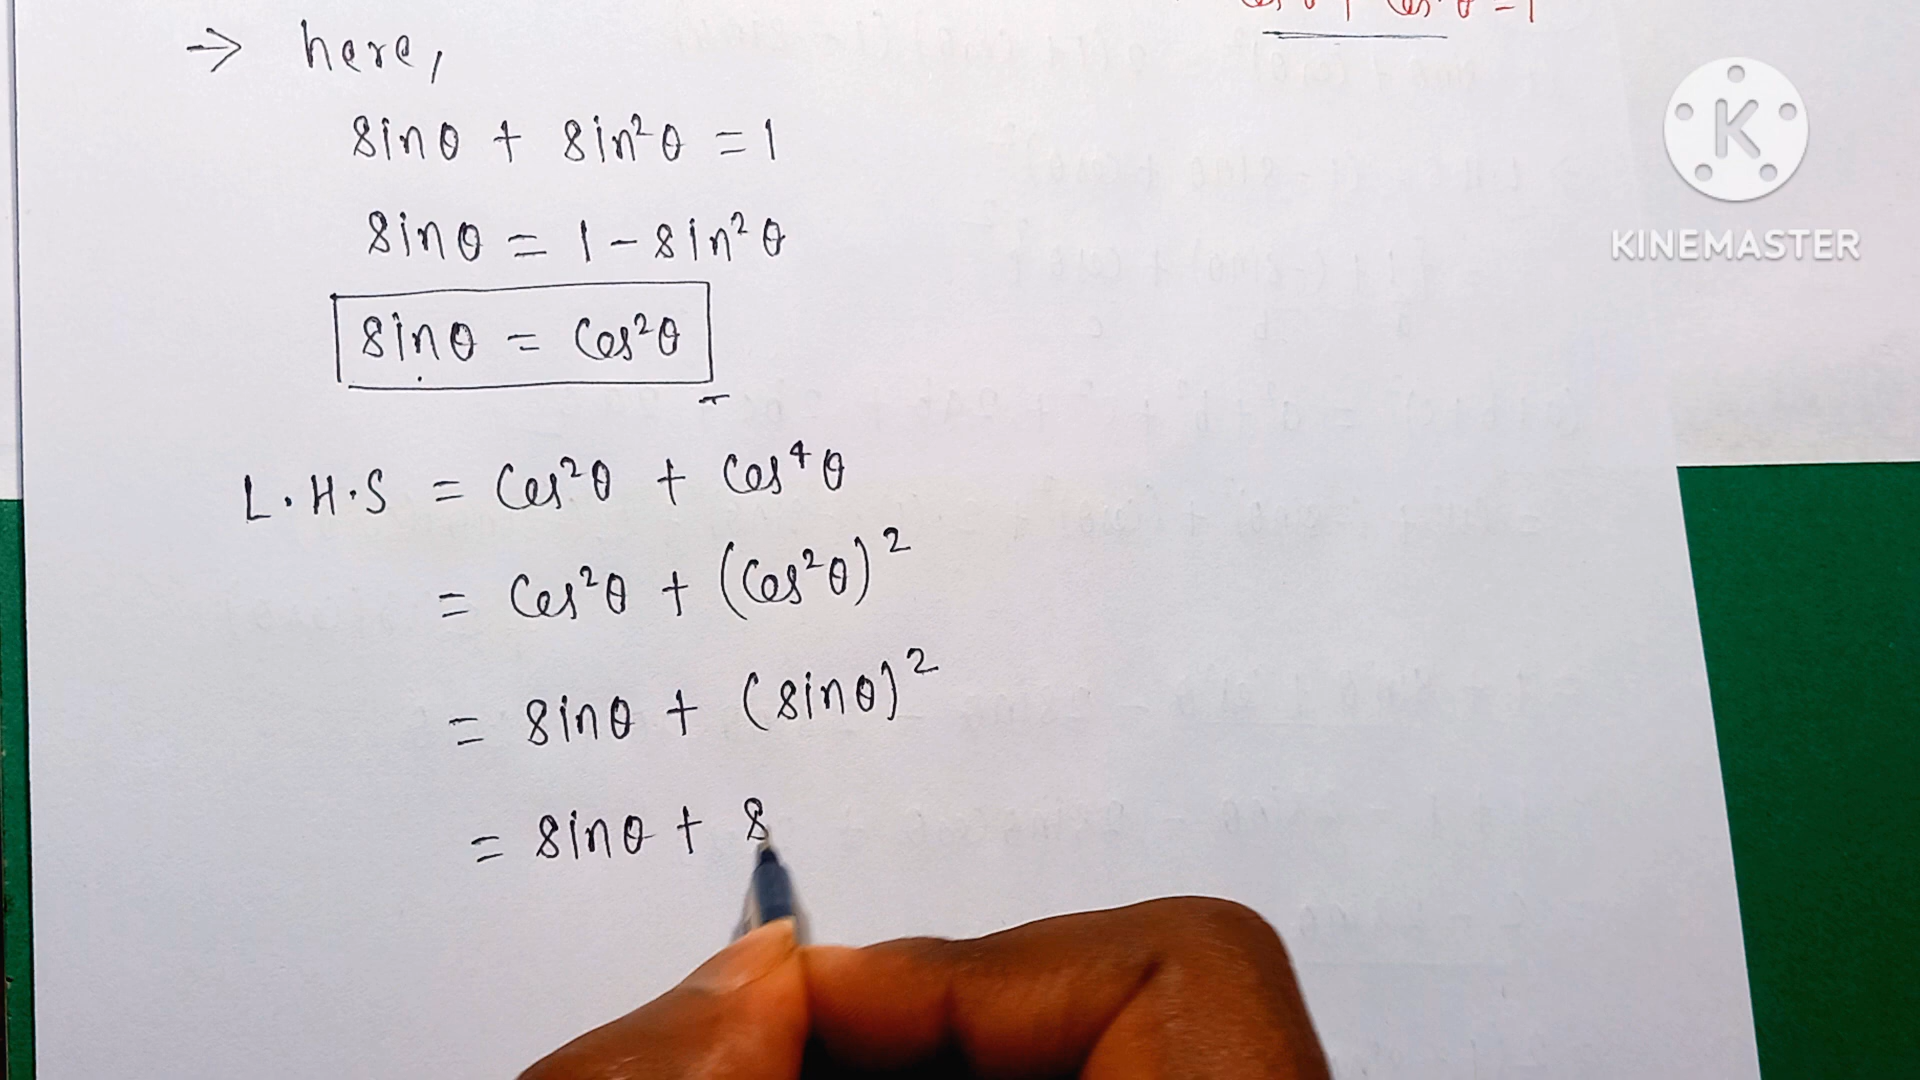 → here,
sinθ + sin²θ = 1
sinθ = 1 - sin²θ
sinθ = Cos²θ
L.H.S = Cos²θ + Cos⁴θ
= Cos²θ + (Cos²θ)²
= sinθ + (sinθ)²
= sinθ + s
K
KINEMASTER